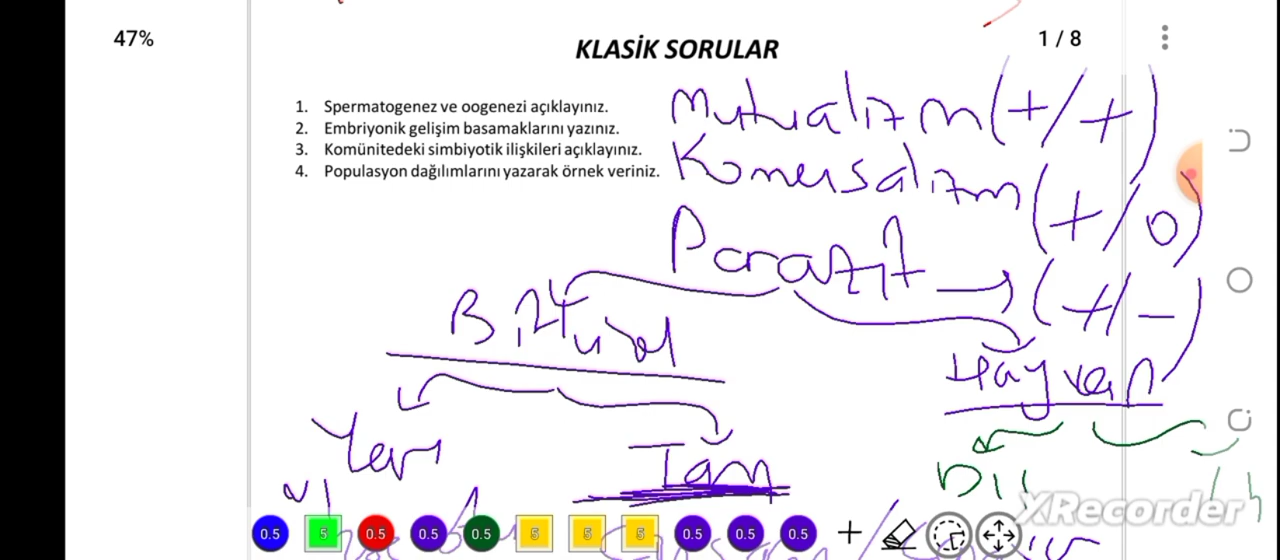 47%
KLASİK SORULAR
1 / 8
1. Spermatogenez ve oogenezi açıklayınız.
2. Embriyonik gelişim basamaklarını yazınız.
3. Komünitedeki simbiyotik ilişkileri açıklayınız.
4. Populasyon dağılımlarını yazarak örnek veriniz.
Mutualizm (+/+)
Komensalizm (+/0)
Parazit → (+/-)
Bitkisel
Hayvan
Yarı
Tam
Dış
0.5 5 0.5 0.5 0.5 5 5 5 0.5 0.5 0.5
XRecorder